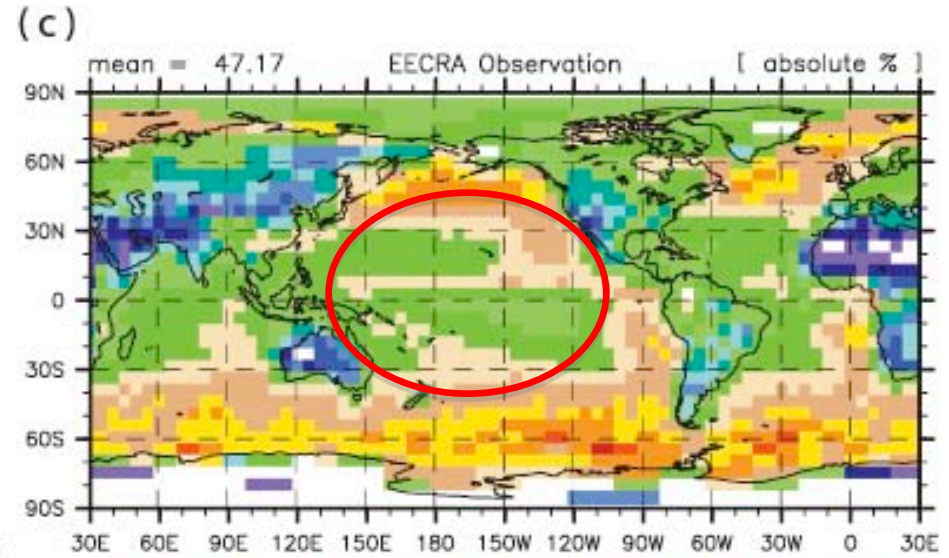 (c)
mean = 47.17 EECRA Observation [ absolute % ]
90N
60N
30N
0
30S
60S
90S
30E 60E 90E 120E 150E 180 150W 120W 90W 60W 30W 0 30E